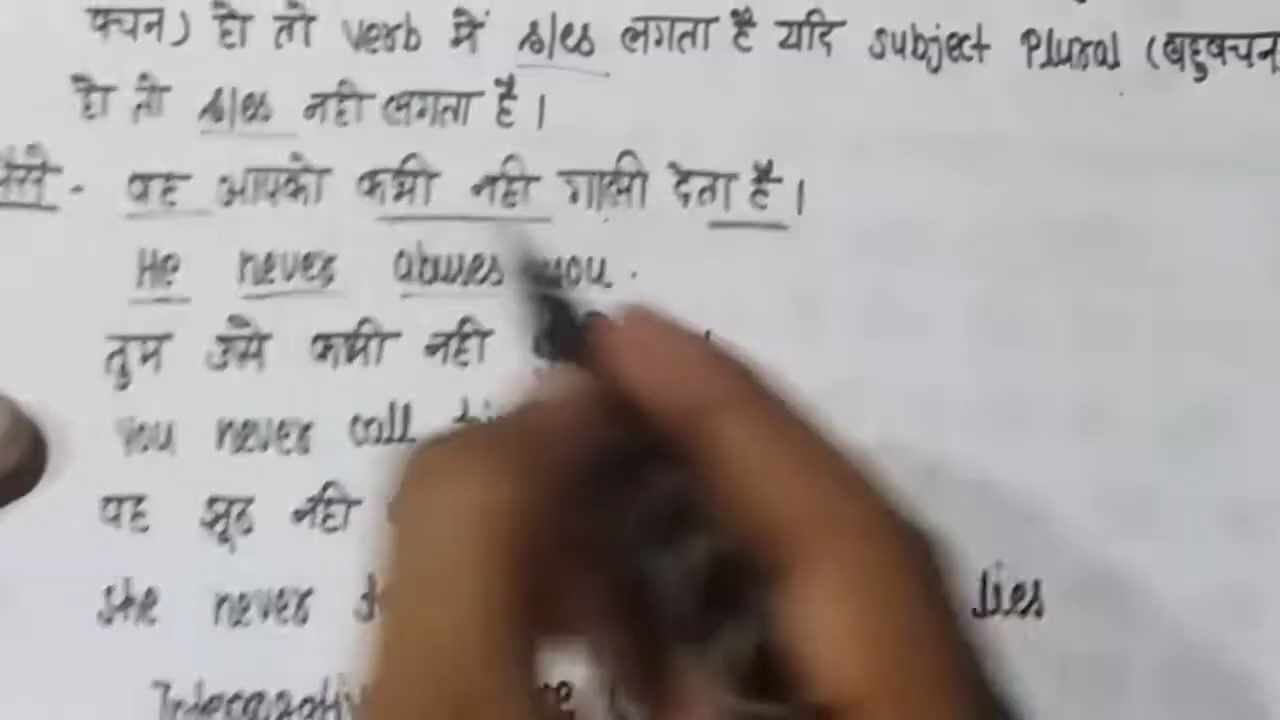 वचन) हो तो verb में s/es लगता है यदि subject Plural (बहुबचन
हो तो s/es नही लगता है।
जैसे - वह आपको कभी नही गाली देता है।
He never abuses you.
तुम उसे कभी नही
You never call
वह झूठ नही
She never lies